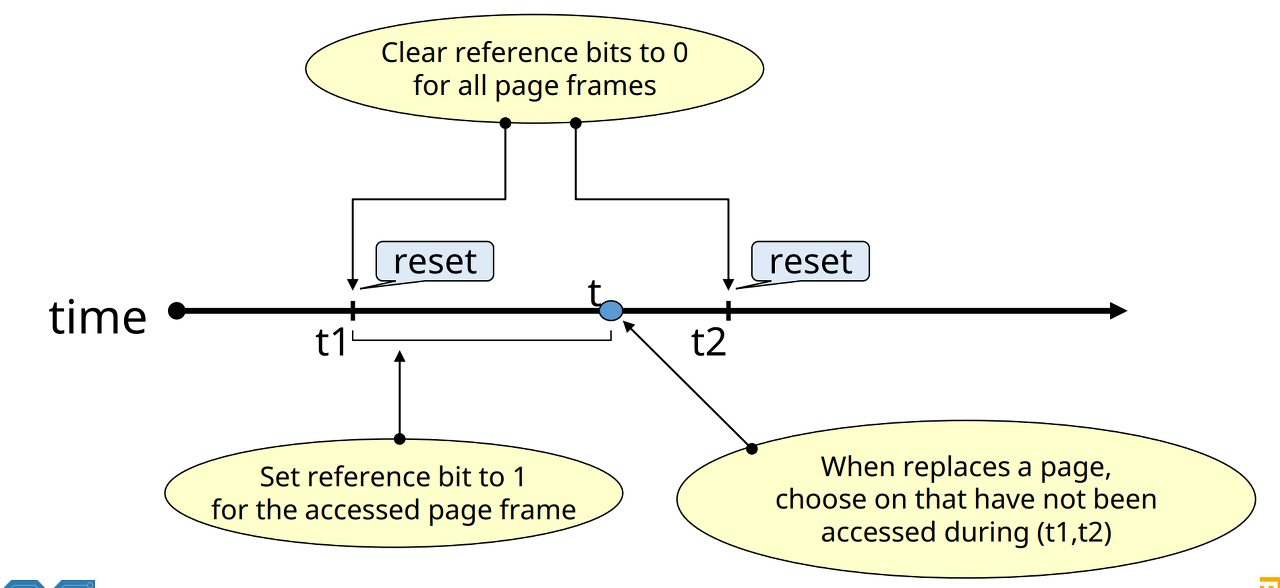 Clear reference bits to 0
for all page frames
reset
reset
t
time
t1
t2
Set reference bit to 1
for the accessed page frame
When replaces a page,
choose on that have not been
accessed during (t1,t2)